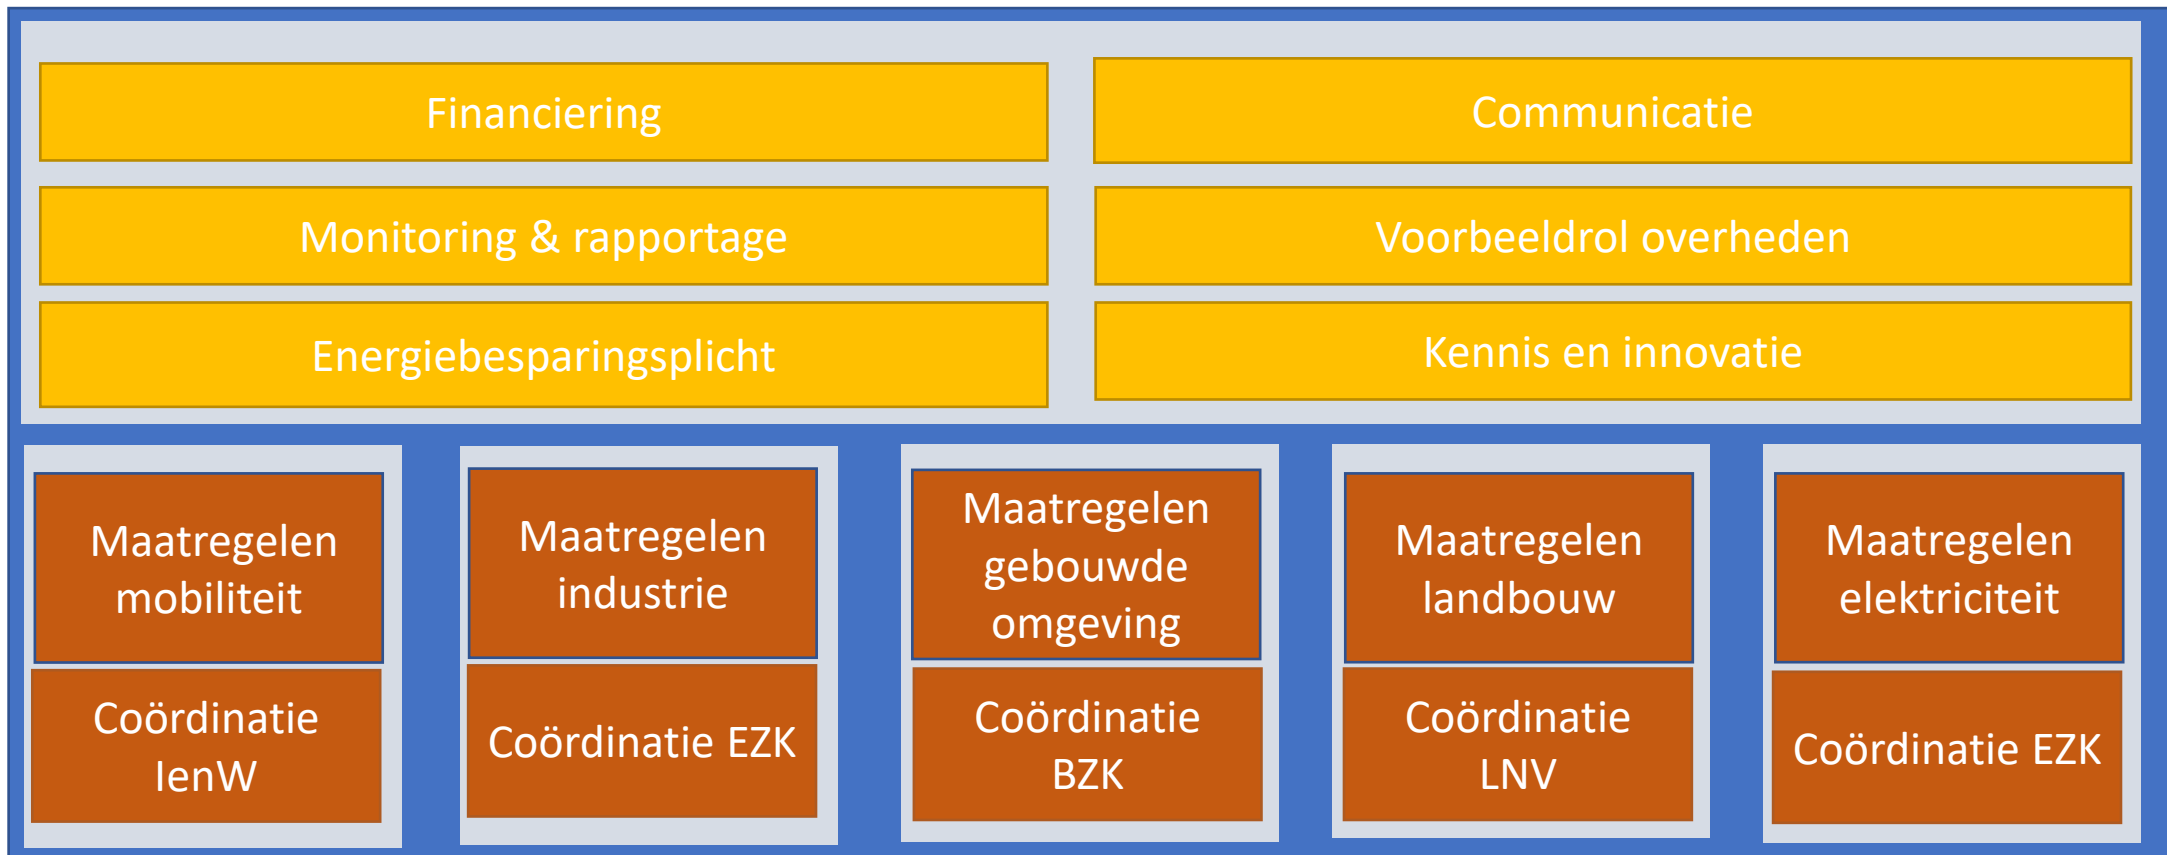 Financiering
Communicatie
Monitoring & rapportage
Voorbeeldrol overheden
Energiebesparingsplicht
Kennis en innovatie
Maatregelen
mobiliteit
Coördinatie
IenW
Maatregelen
industrie
Coördinatie EZK
Maatregelen
gebouwde
omgeving
Coördinatie
BZK
Maatregelen
landbouw
Coördinatie
LNV
Maatregelen
elektriciteit
Coördinatie EZK